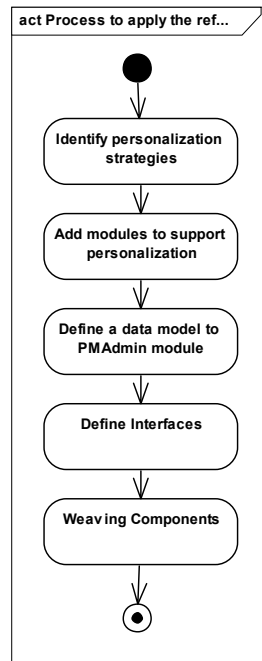 act Process to apply the ref...
Identify personalization
strategies
Add modules to support
personalization
Define a data model to
PMAdmin module
Define Interfaces
Weaving Components